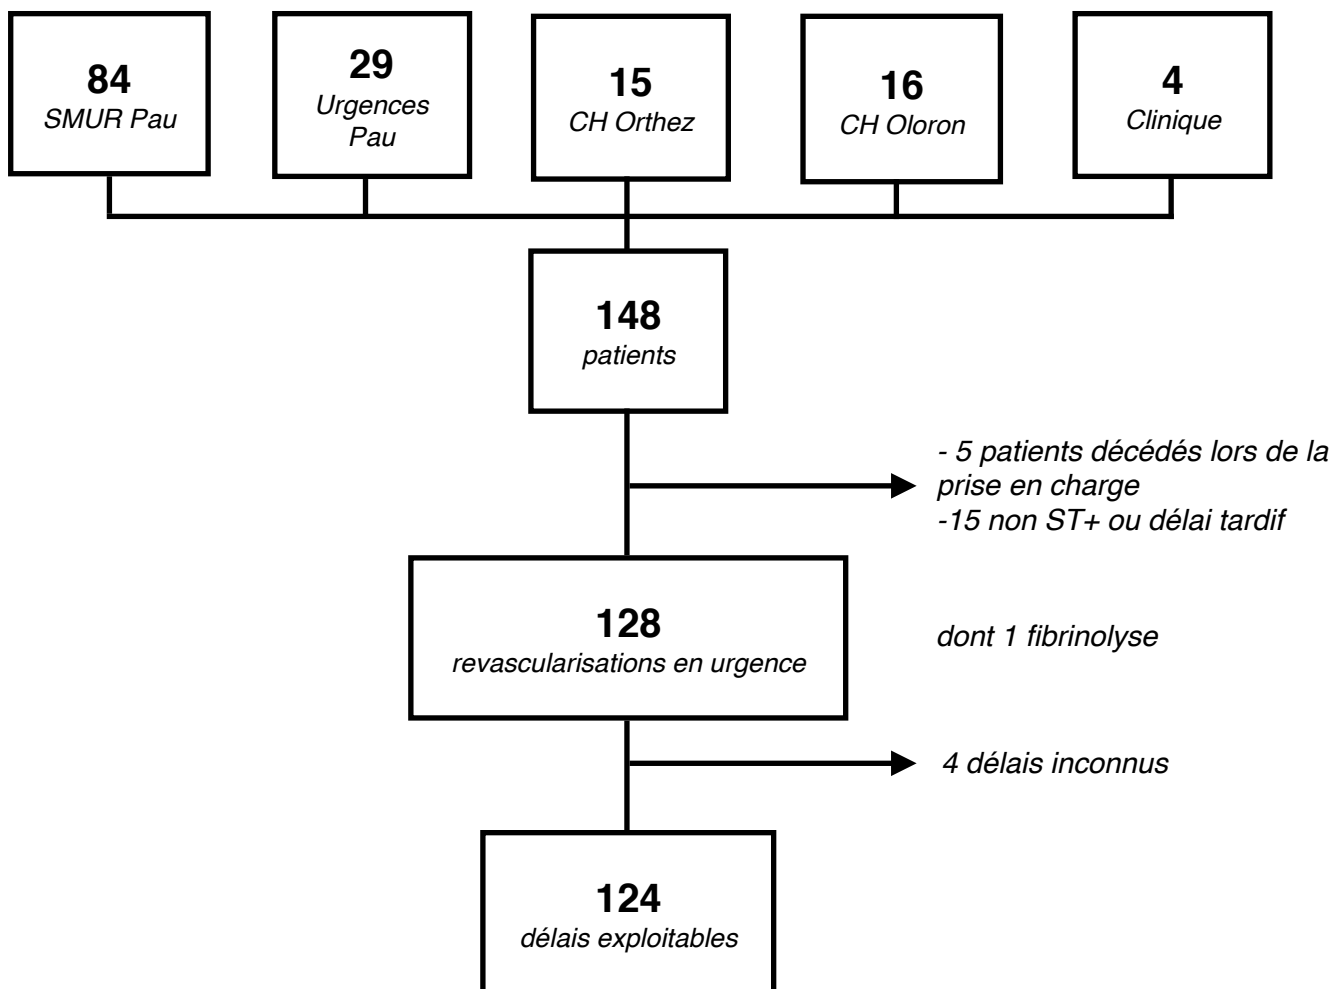 84
SMUR Pau
29
Urgences
Pau
15
CH Orthez
16
CH Oloron
4
Clinique
148
patients
- 5 patients décédés lors de la
prise en charge
-15 non ST+ ou délai tardif
128
revascularisations en urgence
dont 1 fibrinolyse
4 délais inconnus
124
délais exploitables